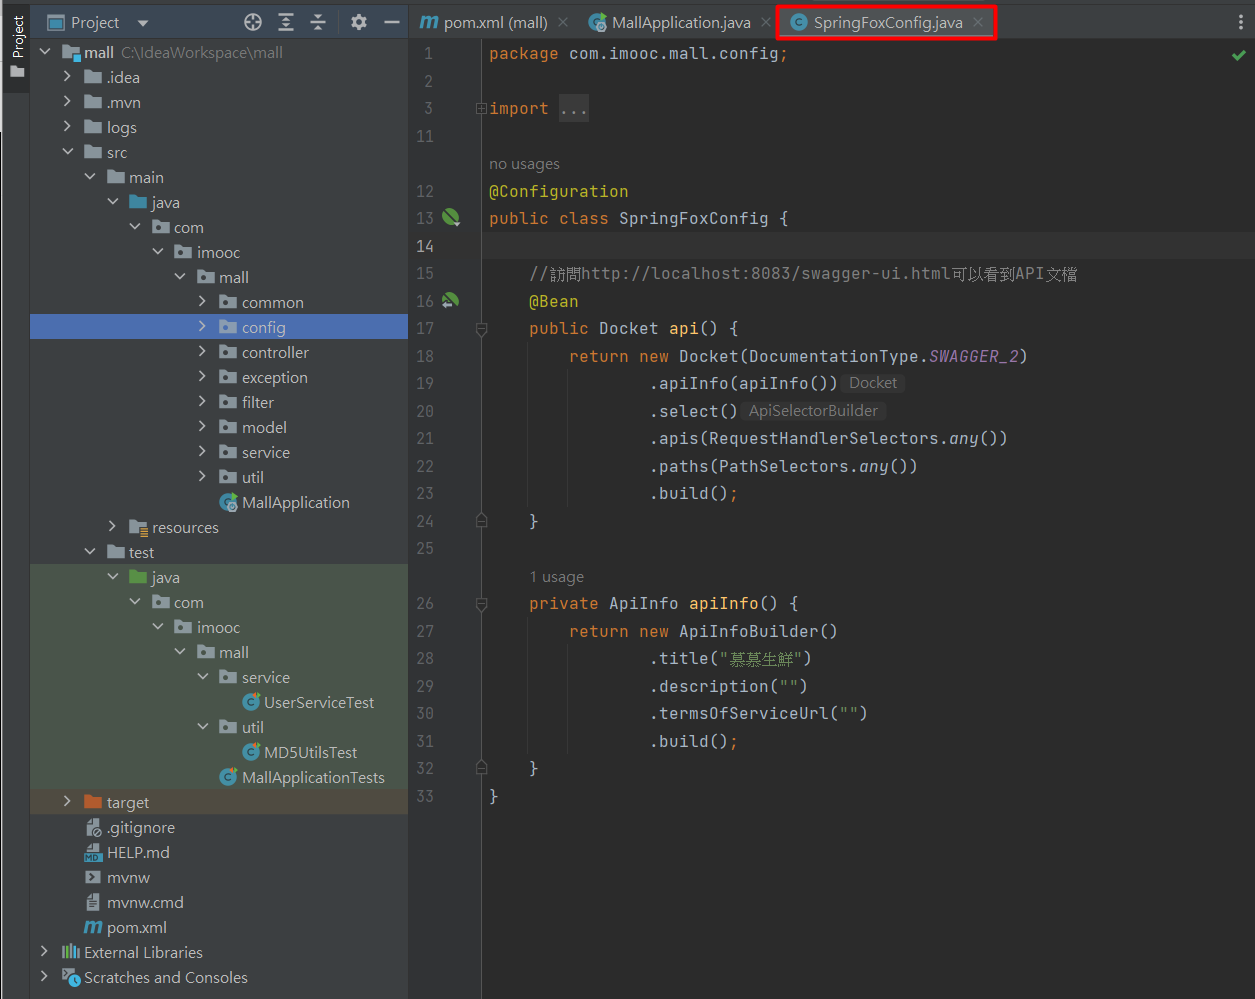 Project
Project
mall C:\IdeaWorkspace\mall
.idea
.mvn
logs
src
main
java
com
imooc
mall
common
config
controller
exception
filter
model
service
util
MallApplication
resources
test
java
com
imooc
mall
service
UserServiceTest
util
MD5UtilsTest
MallApplicationTests
target
.gitignore
HELP.md
mvnw
mvnw.cmd
pom.xml
External Libraries
Scratches and Consoles
pom.xml (mall) MallApplication.java SpringFoxConfig.java
1 package com.imooc.mall.config;
2
3 import ...
11
no usages
12 @Configuration
13 public class SpringFoxConfig {
14
15 //訪問http://localhost:8083/swagger-ui.html可以看到API文檔
16 @Bean
17 public Docket api() {
18 return new Docket(DocumentationType.SWAGGER_2)
19 .apiInfo(apiInfo()) Docket
20 .select() ApiSelectorBuilder
21 .apis(RequestHandlerSelectors.any())
22 .paths(PathSelectors.any())
23 .build();
24 }
25
1 usage
26 private ApiInfo apiInfo() {
27 return new ApiInfoBuilder()
28 .title("慕慕生鮮")
29 .description("")
30 .termsOfServiceUrl("")
31 .build();
32 }
33 }